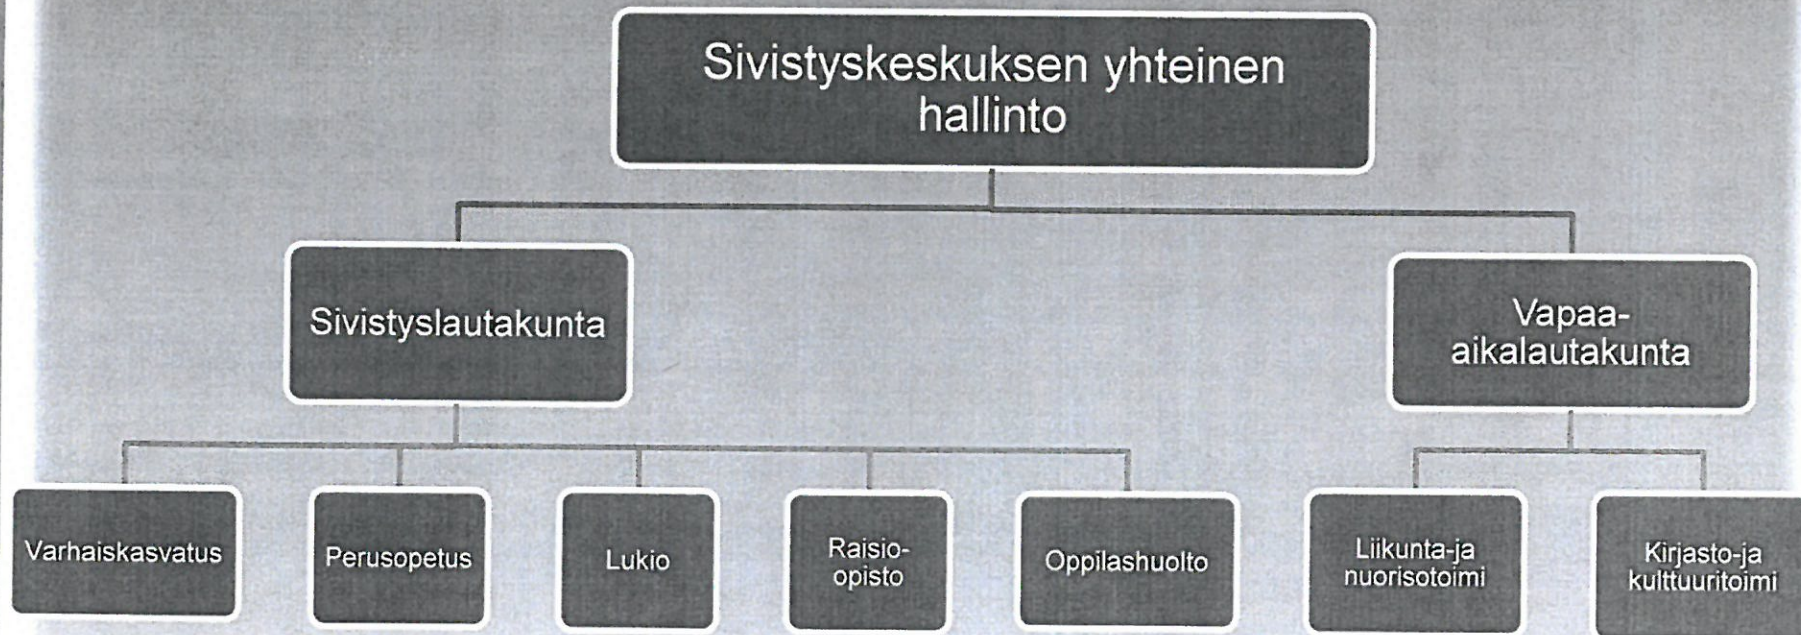 Sivistyskeskuksen yhteinen
hallinto
Sivistyslautakunta
Vapaa-
aikalautakunta
Varhaiskasvatus
Perusopetus
Lukio
Raisio-
opisto
Oppilashuolto
Liikunta-ja
nuorisotoimi
Kirjasto-ja
kulttuuritoimi